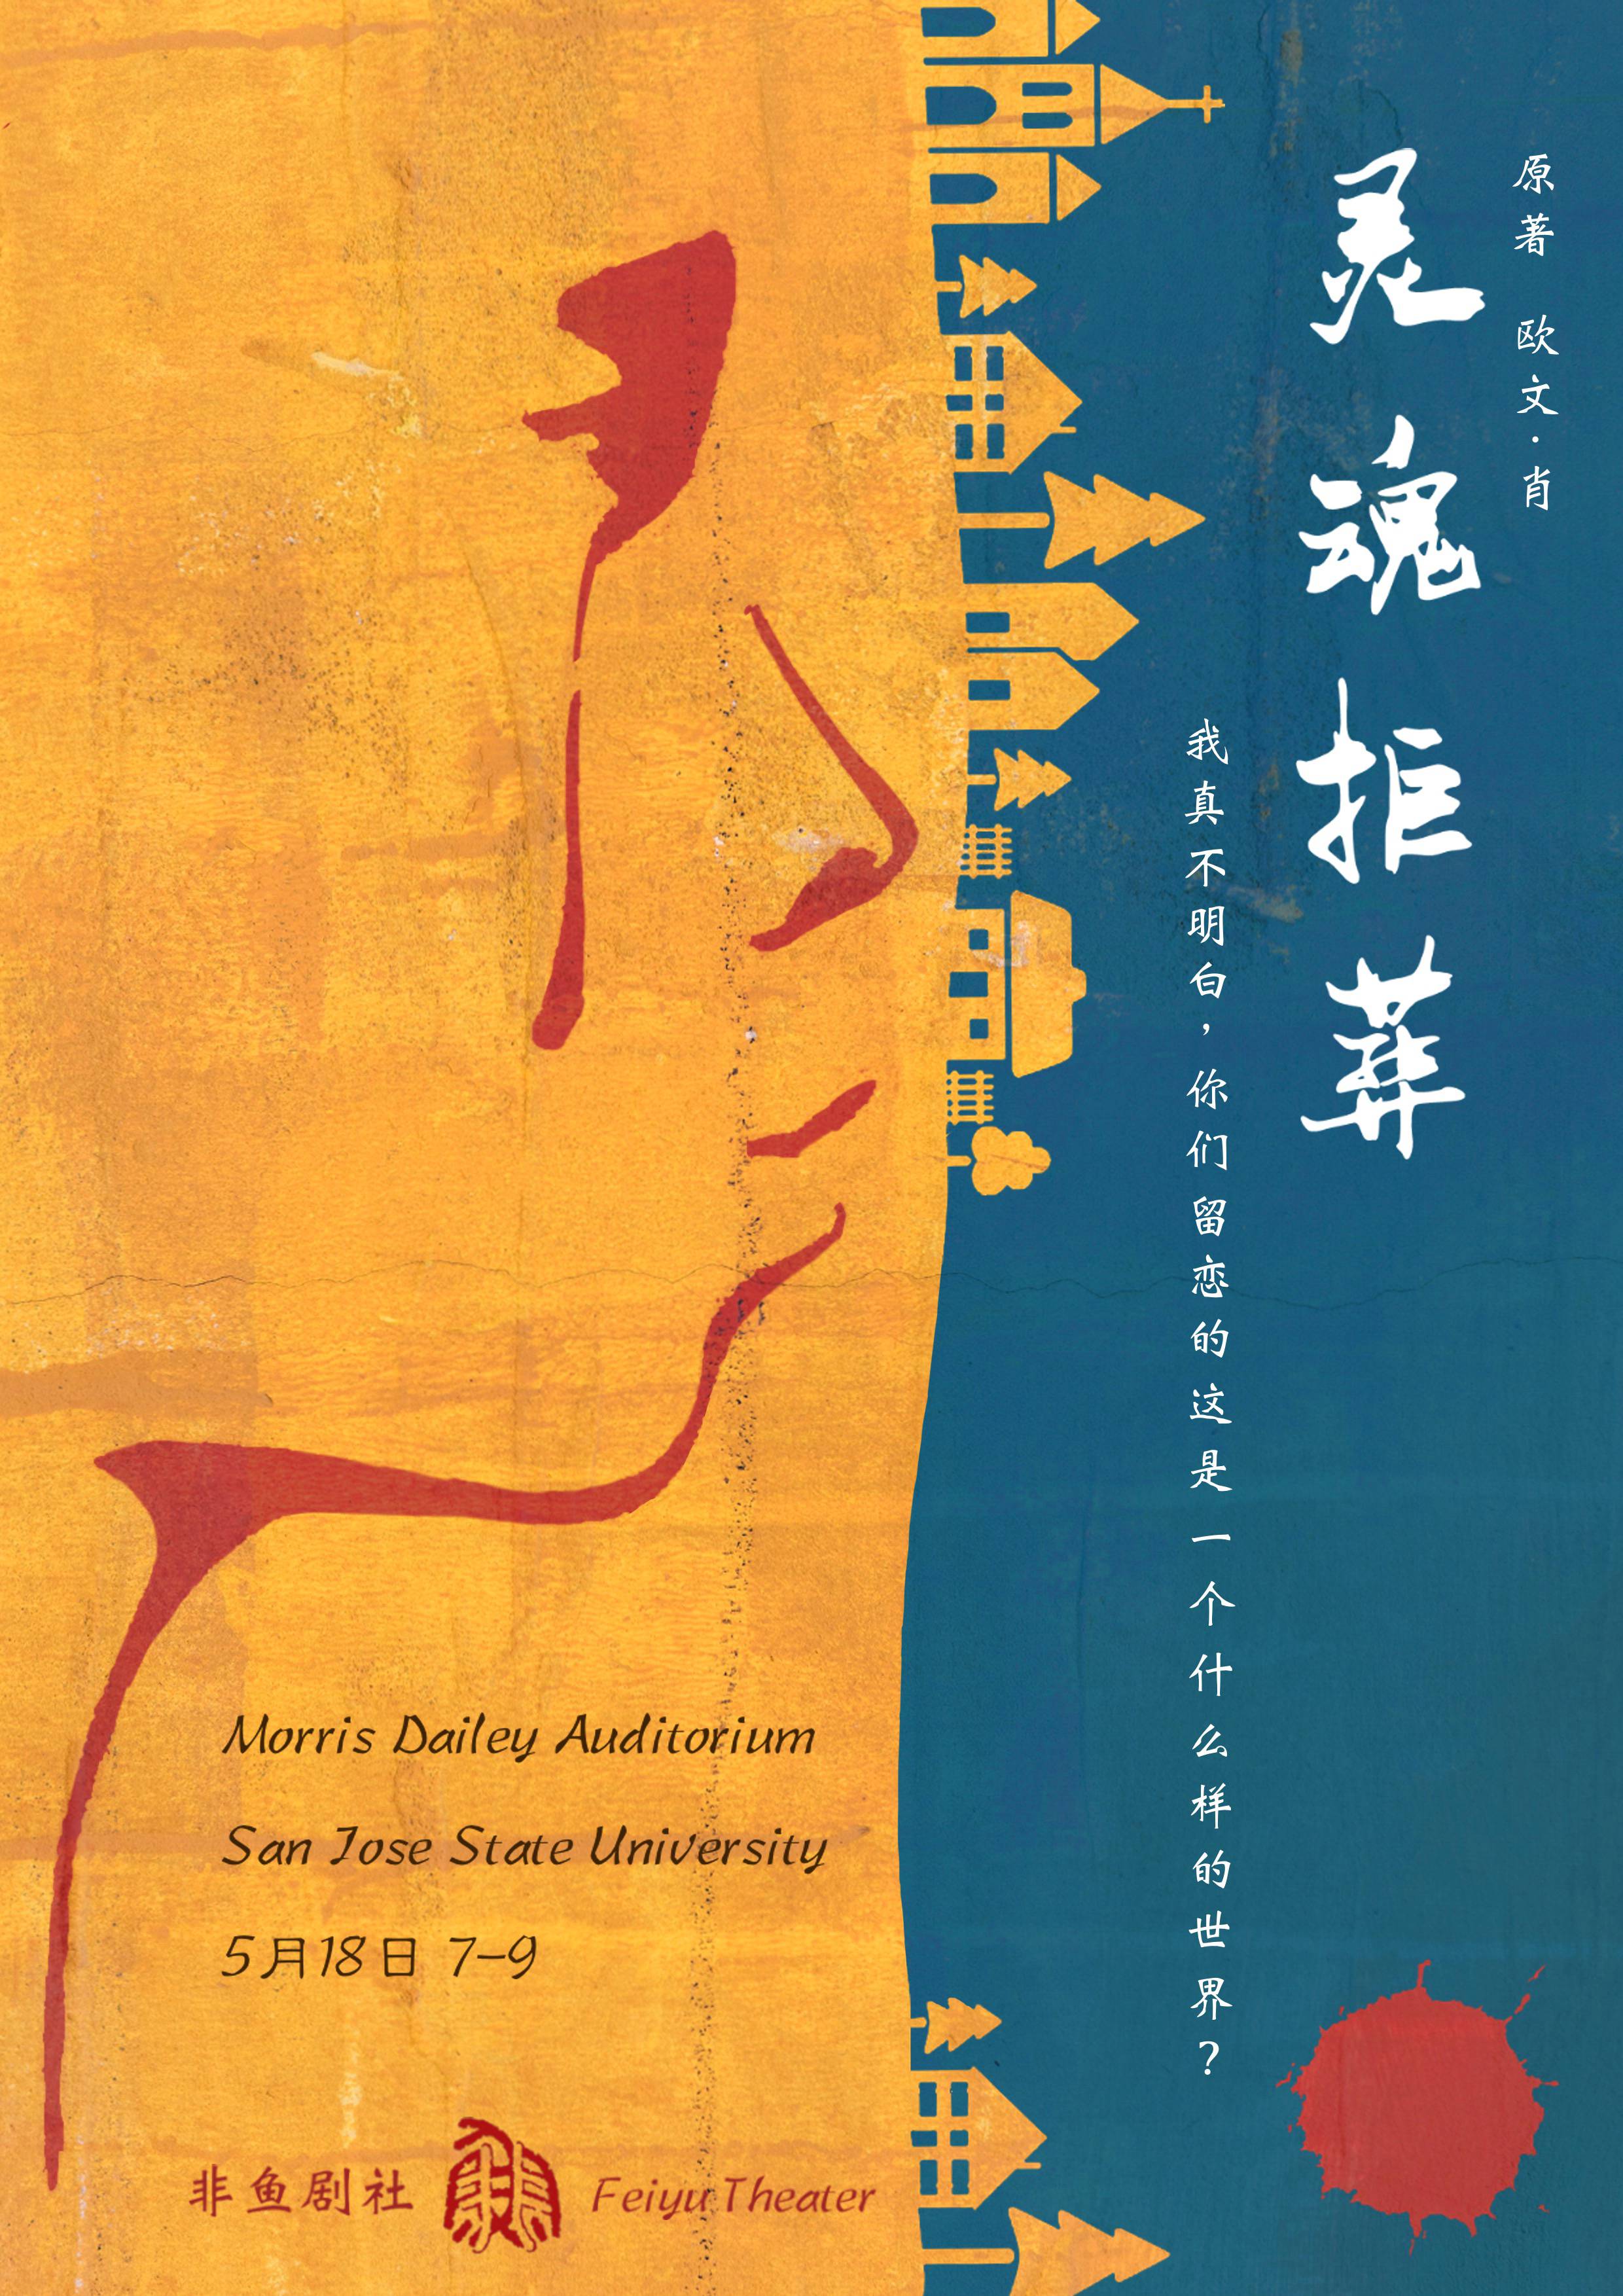 原著 欧文·肖
灵魂拒葬
我真不明白，你们留恋的这是一个什么样的世界？
Morris Dailey Auditorium
San Jose State University
5月18日 7-9
非鱼剧社 Feiyu Theater